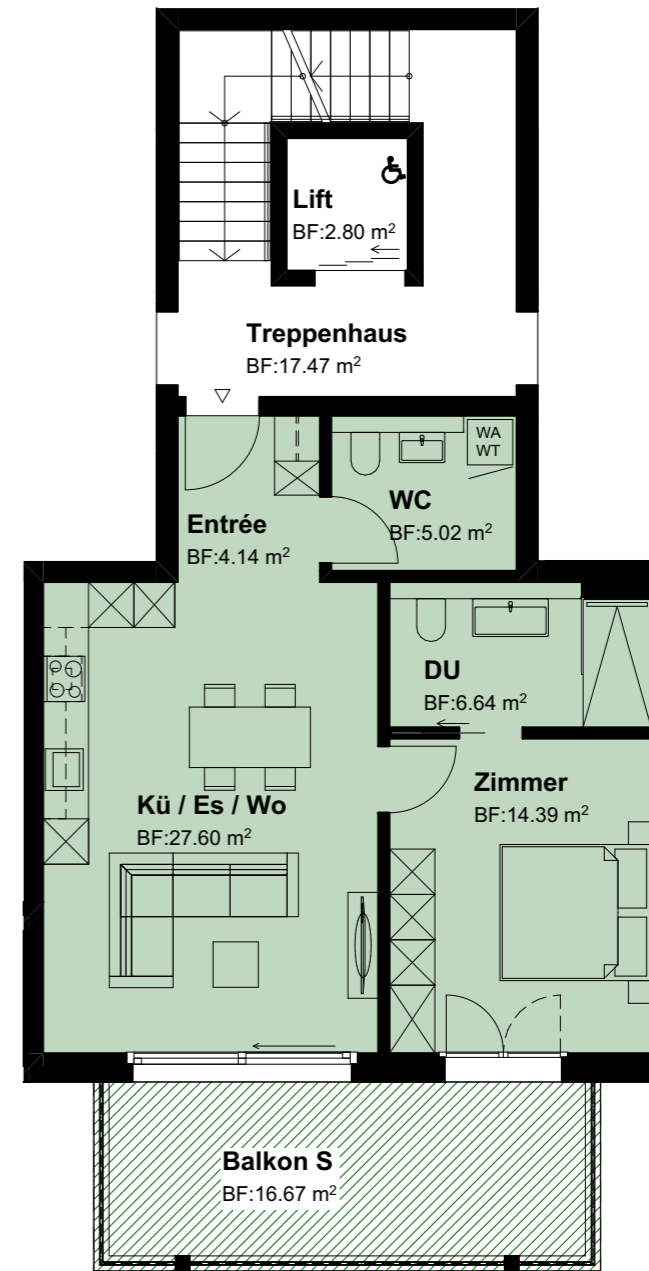 Lift
BF:2.80 m²
Treppenhaus
BF:17.47 m²
WA
WT
WC
BF:5.02 m²
Entrée
BF:4.14 m²
DU
BF:6.64 m²
Zimmer
BF:14.39 m²
Kü / Es / Wo
BF:27.60 m²
Balkon S
BF:16.67 m²